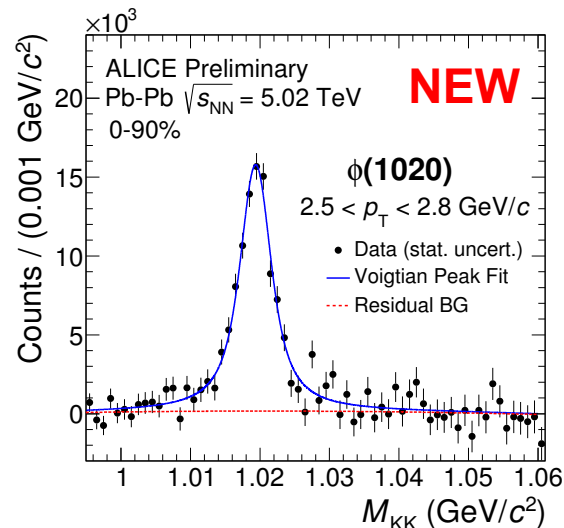 ×10³
ALICE Preliminary
Pb-Pb √sNN = 5.02 TeV
0-90%
NEW
ϕ(1020)
2.5 < pT < 2.8 GeV/c
Data (stat. uncert.)
Voigtian Peak Fit
Residual BG
Counts / (0.001 GeV/c²)
20
15
10
5
0
1
1.01
1.02
1.03
1.04
1.05
1.06
MKK (GeV/c²)